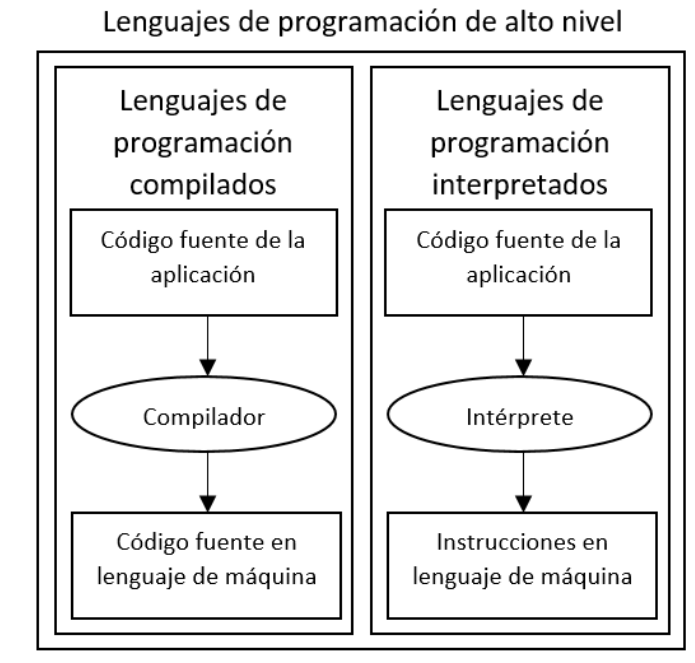 Lenguajes de programación de alto nivel
Lenguajes de
programación
compilados
Código fuente de la
aplicación
Compilador
Código fuente en
lenguaje de máquina
Lenguajes de
programación
interpretados
Código fuente de la
aplicación
Intérprete
Instrucciones en
lenguaje de máquina